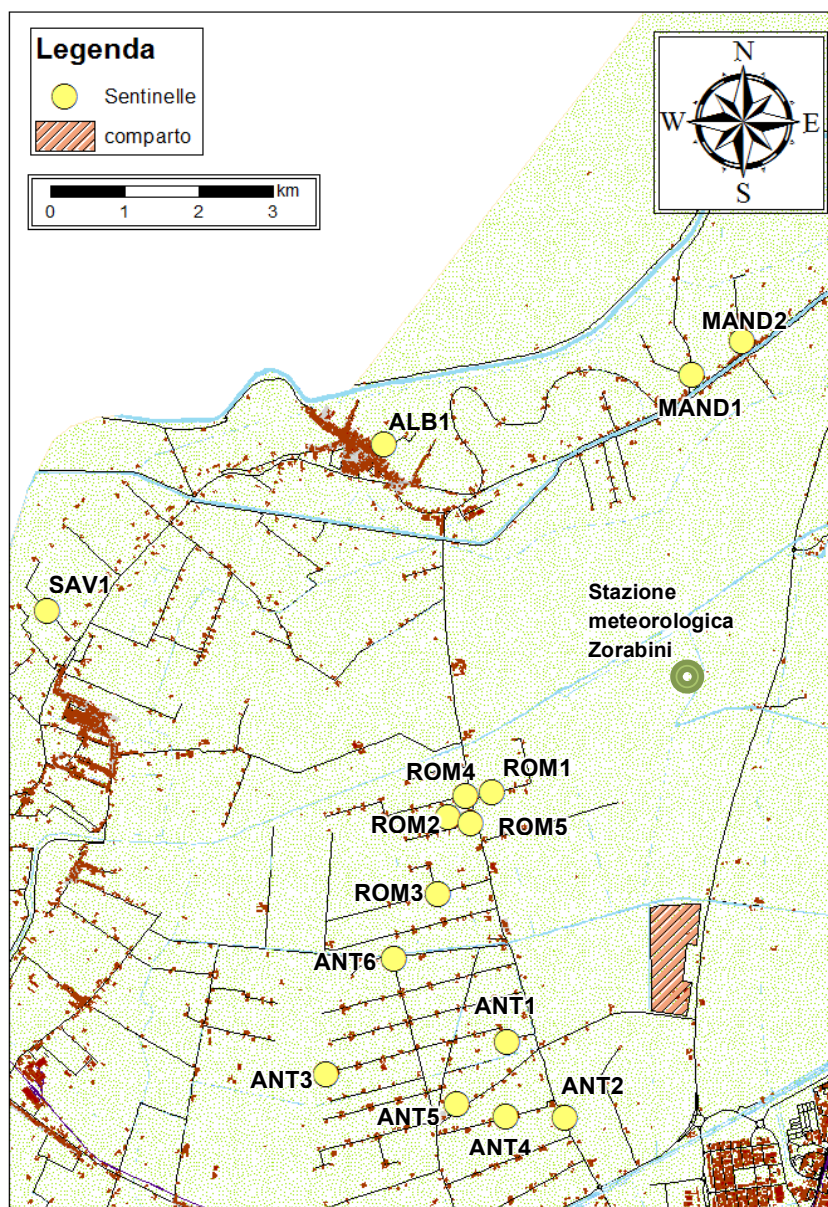 Legenda
Sentinelle
comparto
km
0 1 2 3
N
W E
S
MAND2
MAND1
ALB1
SAV1
Stazione
meteorologica
Zorabini
ROM4
ROM1
ROM2
ROM5
ROM3
ANT6
ANT1
ANT3
ANT5
ANT2
ANT4